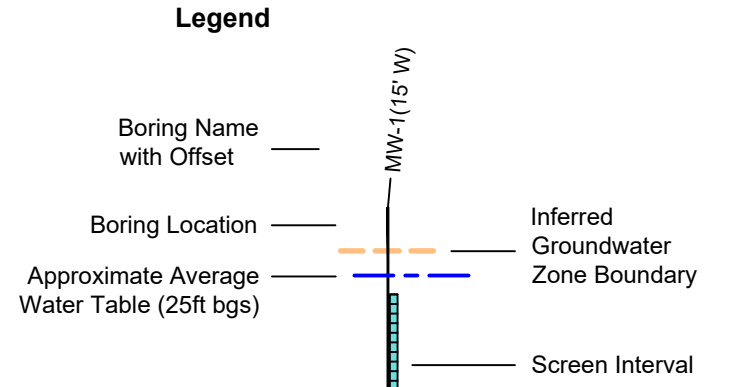 Legend
MW-1(15' W)
Boring Name
with Offset
Boring Location
Inferred
Groundwater
Zone Boundary
Approximate Average
Water Table (25ft bgs)
Screen Interval